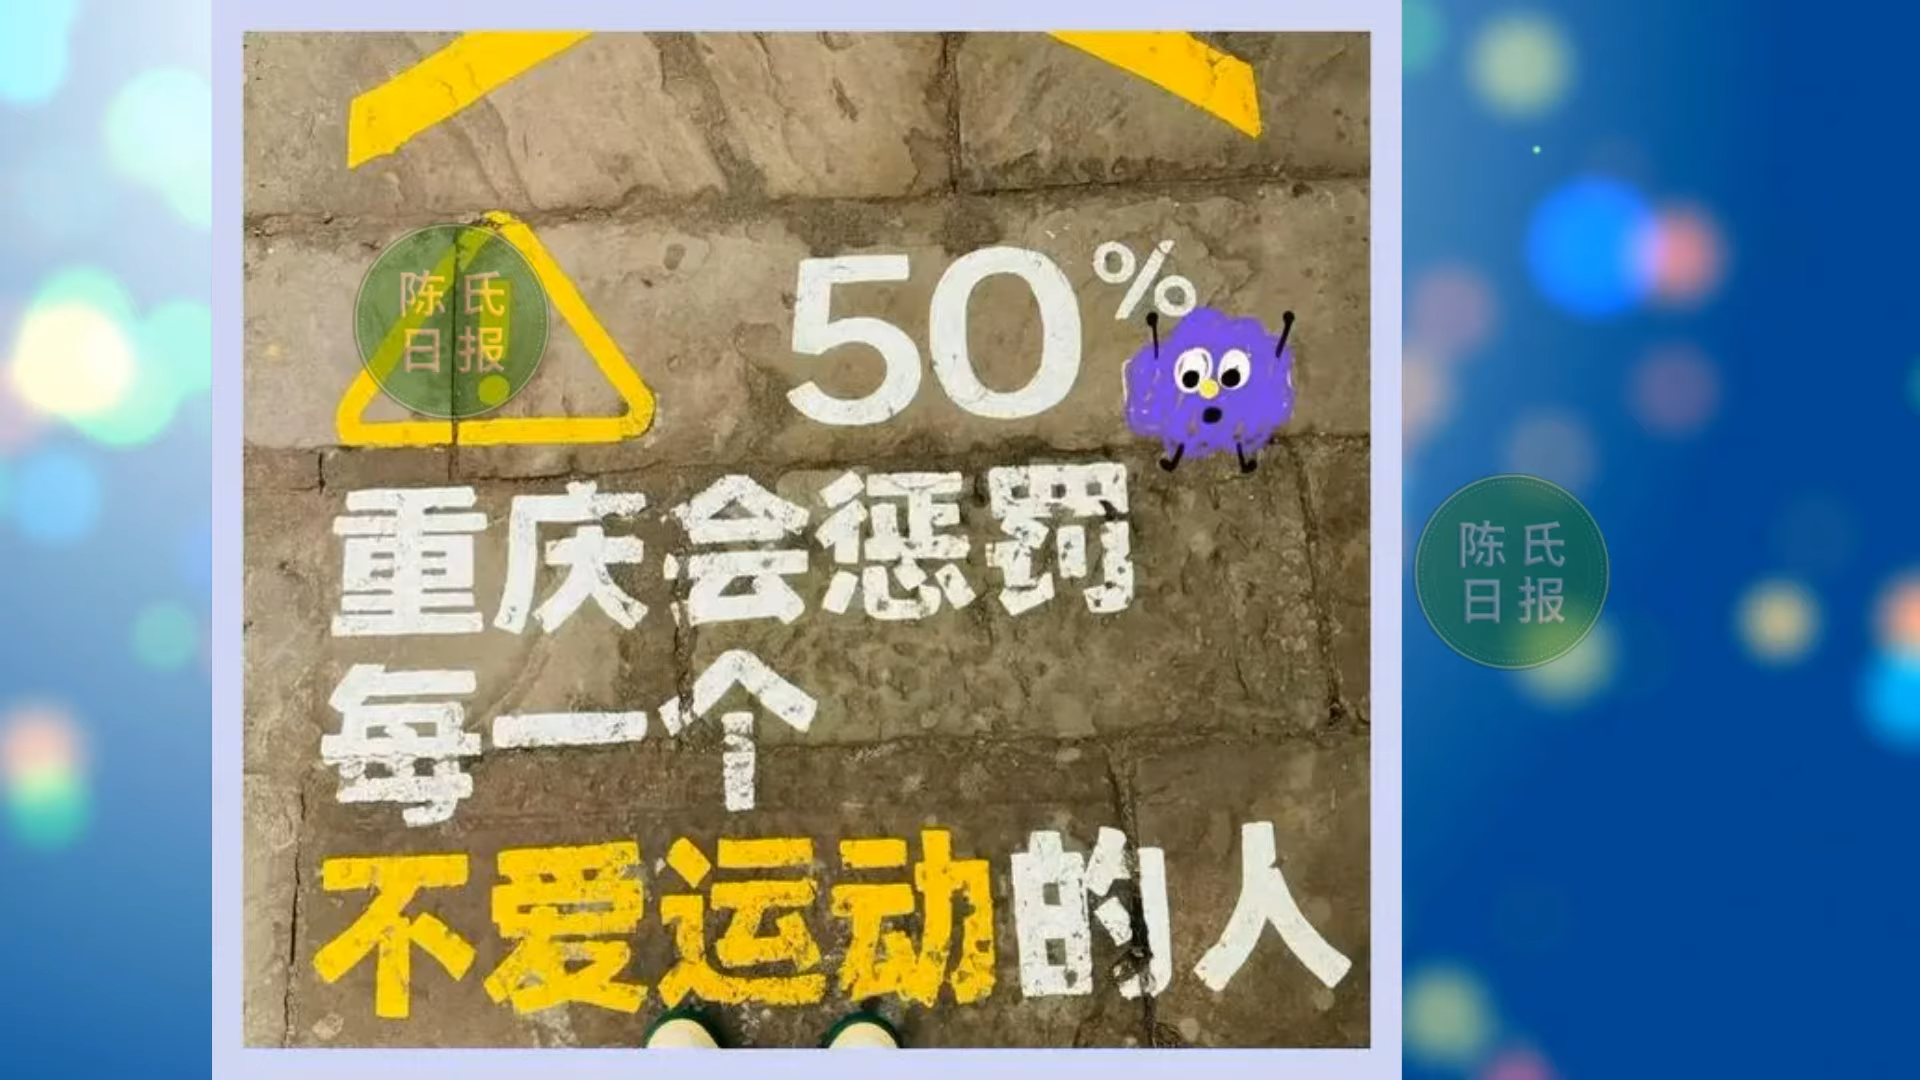 陈氏
日报
50%
重庆会惩罚
每一个
不爱运动的人
陈氏
日报